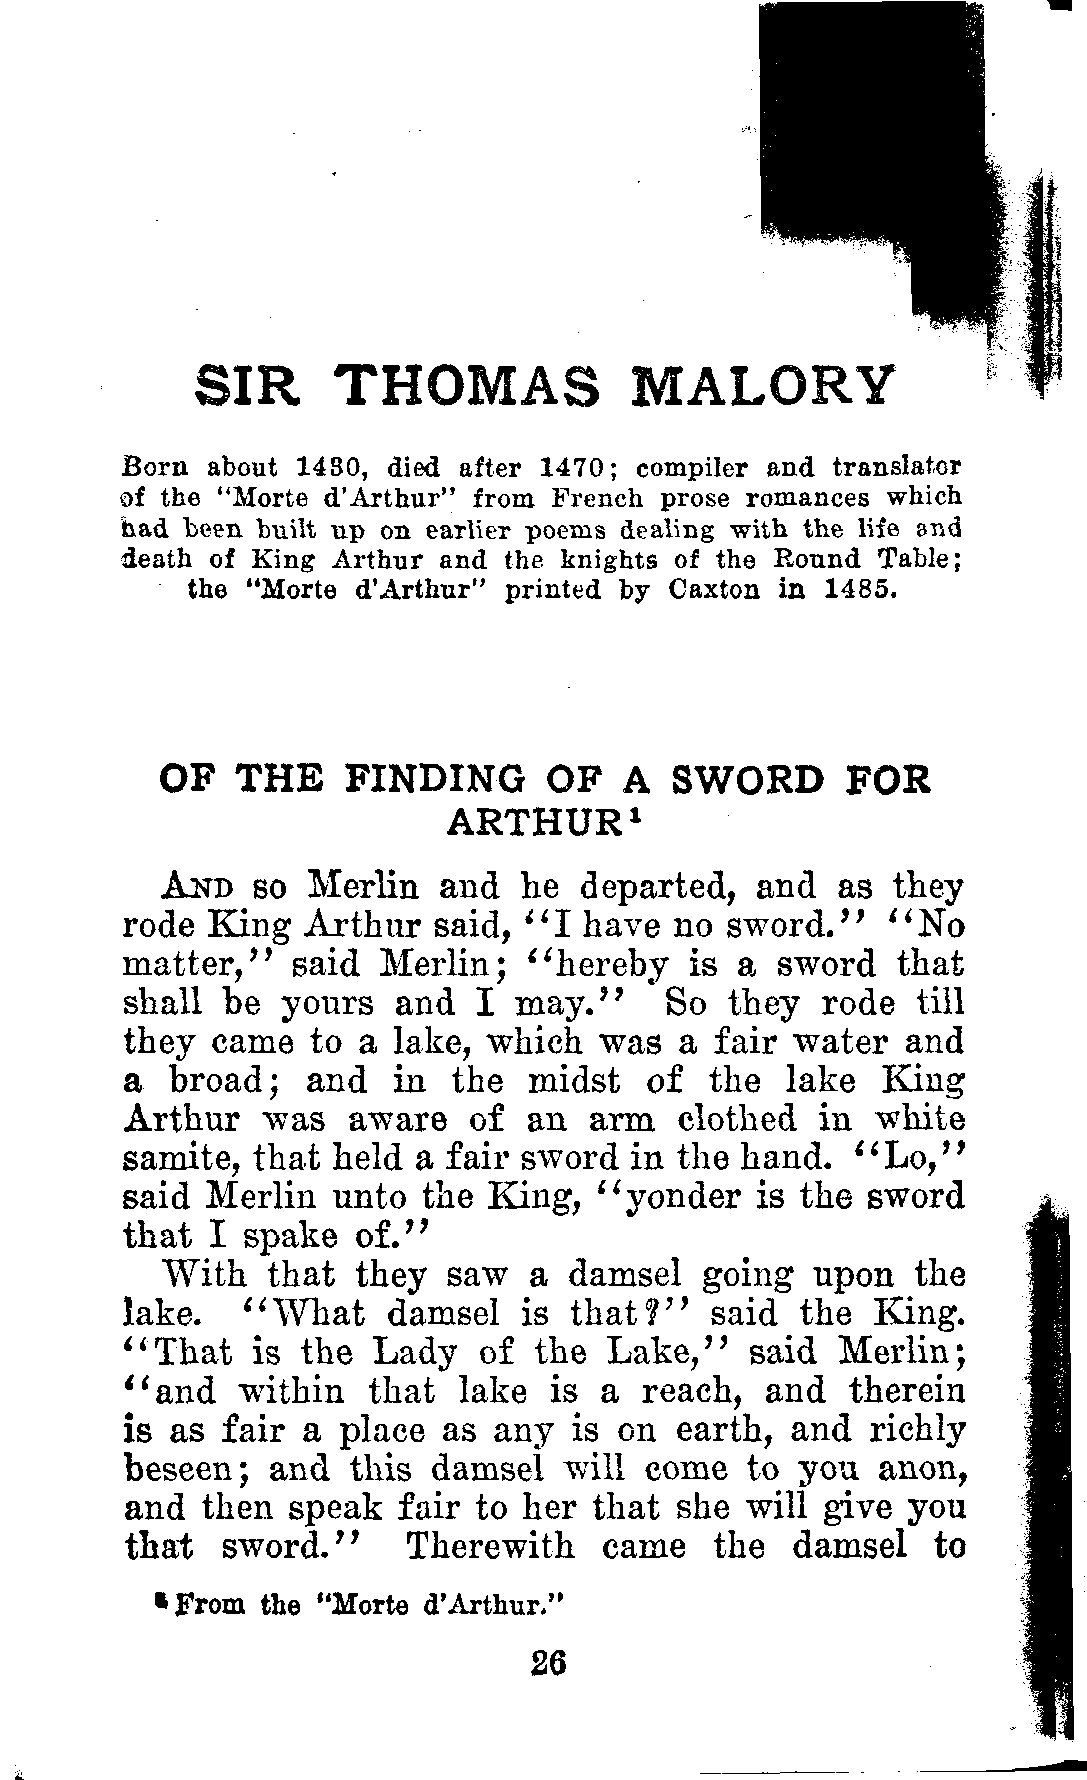 SIR THOMAS MALORY
Born about 1430, died after 1470; compiler and translator
of the "Morte d'Arthur" from French prose romances which
had been built up on earlier poems dealing with the life and
death of King Arthur and the knights of the Round Table;
the "Morte d'Arthur" printed by Caxton in 1485.
OF THE FINDING OF A SWORD FOR
ARTHUR¹
AND so Merlin and he departed, and as they
rode King Arthur said, "I have no sword." "No
matter," said Merlin; "hereby is a sword that
shall be yours and I may." So they rode till
they came to a lake, which was a fair water and
a broad; and in the midst of the lake King
Arthur was aware of an arm clothed in white
samite, that held a fair sword in the hand. "Lo,"
said Merlin unto the King, "yonder is the sword
that I spake of."
With that they saw a damsel going upon the
lake. "What damsel is that?" said the King.
"That is the Lady of the Lake," said Merlin;
"and within that lake is a reach, and therein
is as fair a place as any is on earth, and richly
beseen; and this damsel will come to you anon,
and then speak fair to her that she will give you
that sword." Therewith came the damsel to
¹ From the "Morte d'Arthur."
26